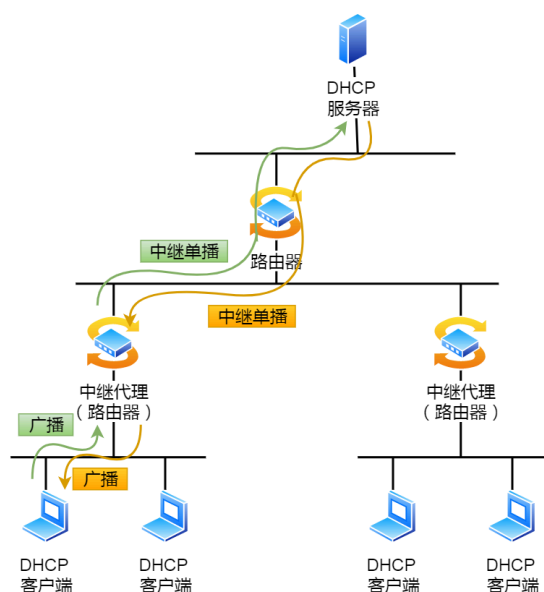 DHCP
服务器
中继单播
路由器
中继单播
中继代理
（路由器）
中继代理
（路由器）
广播
广播
DHCP
客户端
DHCP
客户端
DHCP
客户端
DHCP
客户端